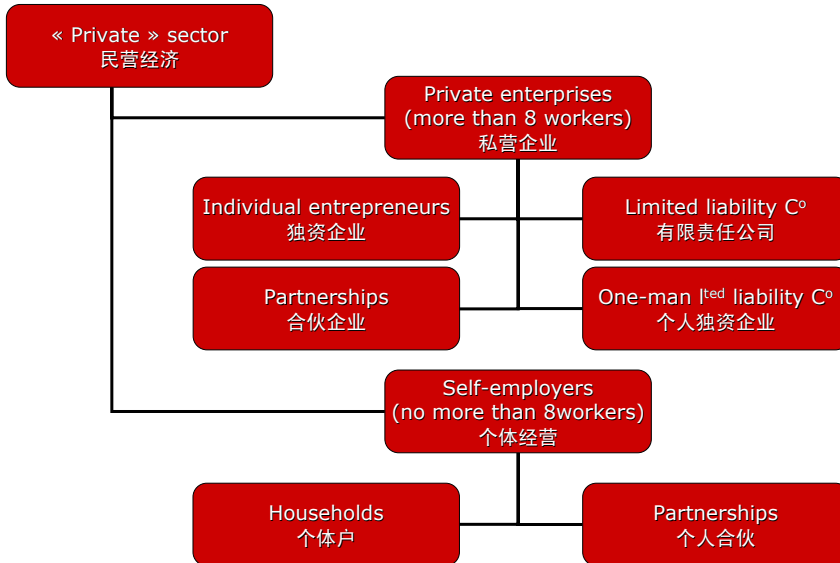 « Private » sector
民营经济
Private enterprises
(more than 8 workers)
私营企业
Individual entrepreneurs
独资企业
Limited liability Cº
有限责任公司
Partnerships
合伙企业
One-man lᵗᵉᵈ liability Cº
个人独资企业
Self-employers
(no more than 8workers)
个体经营
Households
个体户
Partnerships
个人合伙